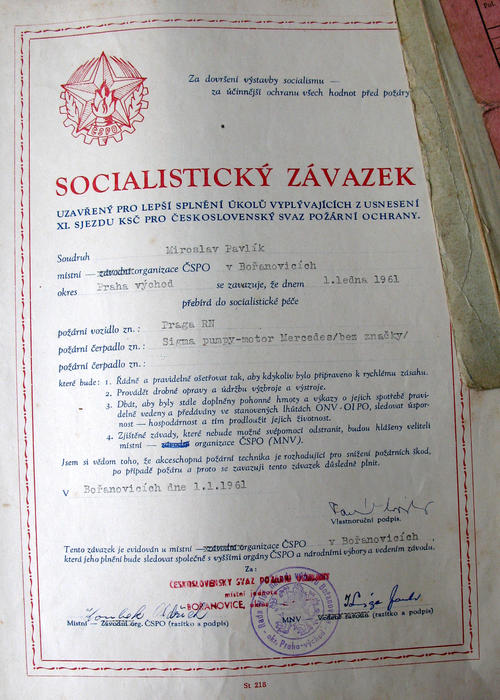 ČSPO
Za dovršení výstavby socialismu —
za účinnější ochranu všech hodnot před požáry
SOCIALISTICKÝ ZÁVAZEK
UZAVŘENÝ PRO LEPŠÍ SPLNĚNÍ ÚKOLŮ VYPLÝVAJÍCÍCH Z USNESENÍ
XI. SJEZDU KSČ PRO ČESKOSLOVENSKÝ SVAZ POŽÁRNÍ OCHRANY.
Soudruh Miroslav Pavlík
místní — závodní organizace ČSPO v Bořanovicích
okres Praha východ se zavazuje, že dnem 1.ledna 1961
přebírá do socialistické péče
požární vozidlo zn.: Praga RN
požární čerpadlo zn.: Sigma pumpy-motor Mercedes/bez značky/
požární čerpadlo zn.:
které bude: 1. Řádně a pravidelně ošetřovat tak, aby kdykoliv bylo připraveno k rychlému zásahu.
2. Provádět drobné opravy a údržbu výzbroje a výstroje.
3. Dbát, aby byly stále doplněny pohonné hmoty a výkazy o jejich spotřebě pravi-
delně vedeny a předávány ve stanovených lhůtách ONV - OI PO, sledovat úspor-
nost — hospodárnost a tím prodloužit jejich životnost.
4. Zjištěné závady, které nebude možné svépomocí odstranit, budou hlášeny veliteli
místní — závodní organizace ČSPO (MNV).
Jsem si vědom toho, že akceschopná požární technika je rozhodující pro snížení požárních škod,
po případě požárů a proto se zavazuji tento závazek důsledně plnit.
V Bořanovicích dne 1.1.1961
Vlastnoruční podpis.
Tento závazek je evidován u místní — závodní organizace ČSPO v Bořanovicích,
která jeho plnění bude sledovat společně s vyššími orgány ČSPO a národními výbory a vedením závodu.
Za:
ČESKOSLOVENSKÝ SVAZ POŽÁRNÍ OCHRANY
místní jednota
BOŘANOVICE,
Místní — Závodní org. ČSPO (razítko a podpis) MNV — Vedení závodu (razítko a podpis)
St 215